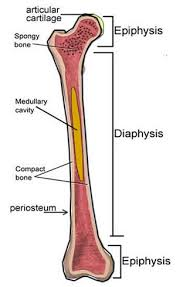 articular
cartilage
Epiphysis
Spongy
bone
Medullary
cavity
Diaphysis
Compact
bone
periosteum
Epiphysis